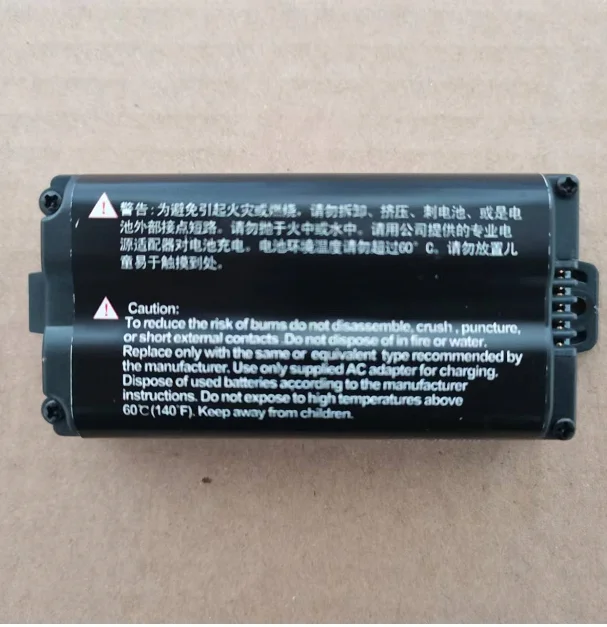 警告:为避免引起火灾或燃烧，请勿拆卸、挤压、刺电池、或是电
池外部接点短路。请勿抛于火中或水中。请用公司提供的专业电
源适配器对电池充电。电池环境温度请勿超过60°C。请勿放置儿
童易于触摸到处。
Caution:
To reduce the risk of burns do not disassemble, crush , puncture,
or short external contacts .Do not dispose of in fire or water.
Replace only with the same or equivalent type recommended by
the manufacturer. Use only supplied AC adapter for charging.
Dispose of used batteries according to the manufacturer
instructions. Do not expose to high temperatures above
60℃(140°F). Keep away from children.